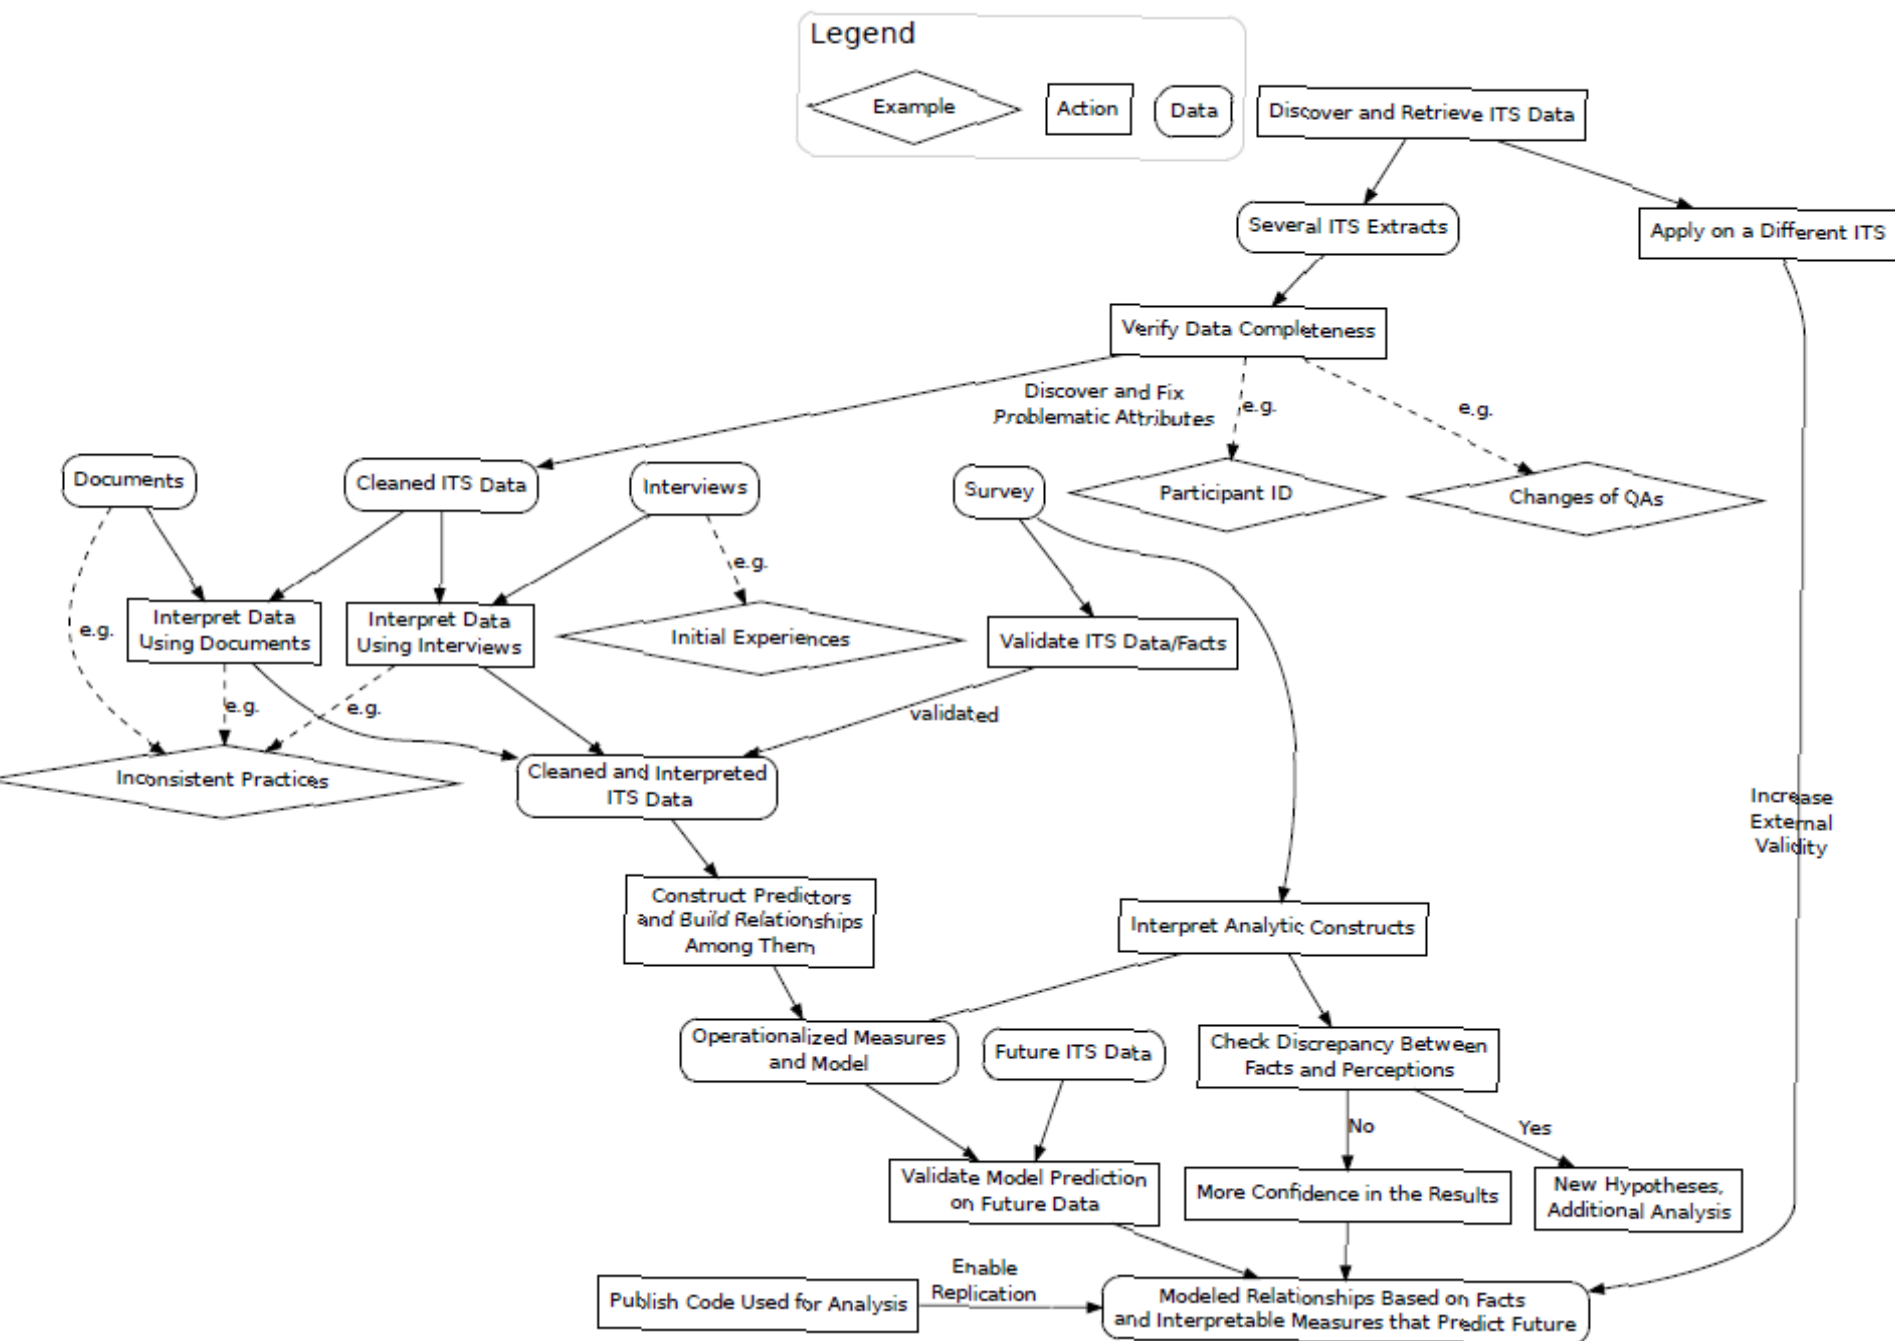 Legend
Example
Action
Data
Discover and Retrieve ITS Data
Several ITS Extracts
Apply on a Different ITS
Verify Data Completeness
Discover and Fix
Problematic Attributes
e.g.
e.g.
Documents
Cleaned ITS Data
Interviews
Survey
Participant ID
Changes of QAs
e.g.
e.g.
Interpret Data
Using Documents
Interpret Data
Using Interviews
Initial Experiences
Validate ITS Data/Facts
e.g.
e.g.
validated
Inconsistent Practices
Cleaned and Interpreted
ITS Data
Increase
External
Validity
Construct Predictors
and Build Relationships
Among Them
Interpret Analytic Constructs
Operationalized Measures
and Model
Future ITS Data
Check Discrepancy Between
Facts and Perceptions
No
Yes
Validate Model Prediction
on Future Data
More Confidence in the Results
New Hypotheses,
Additional Analysis
Enable
Replication
Publish Code Used for Analysis
Modeled Relationships Based on Facts
and Interpretable Measures that Predict Future